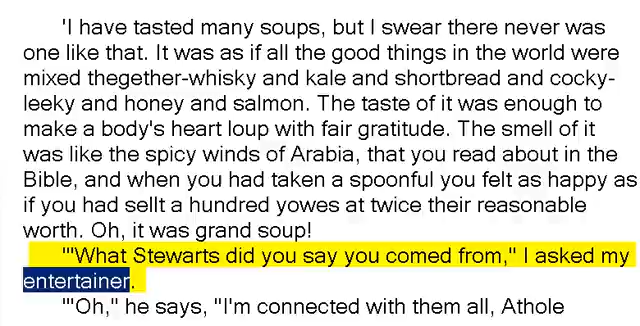 'I have tasted many soups, but I swear there never was
one like that. It was as if all the good things in the world were
mixed thegether-whisky and kale and shortbread and cocky-
leeky and honey and salmon. The taste of it was enough to
make a body's heart loup with fair gratitude. The smell of it
was like the spicy winds of Arabia, that you read about in the
Bible, and when you had taken a spoonful you felt as happy as
if you had sellt a hundred yowes at twice their reasonable
worth. Oh, it was grand soup!
'"What Stewarts did you say you comed from," I asked my
entertainer.
'"Oh," he says, "I'm connected with them all, Athole